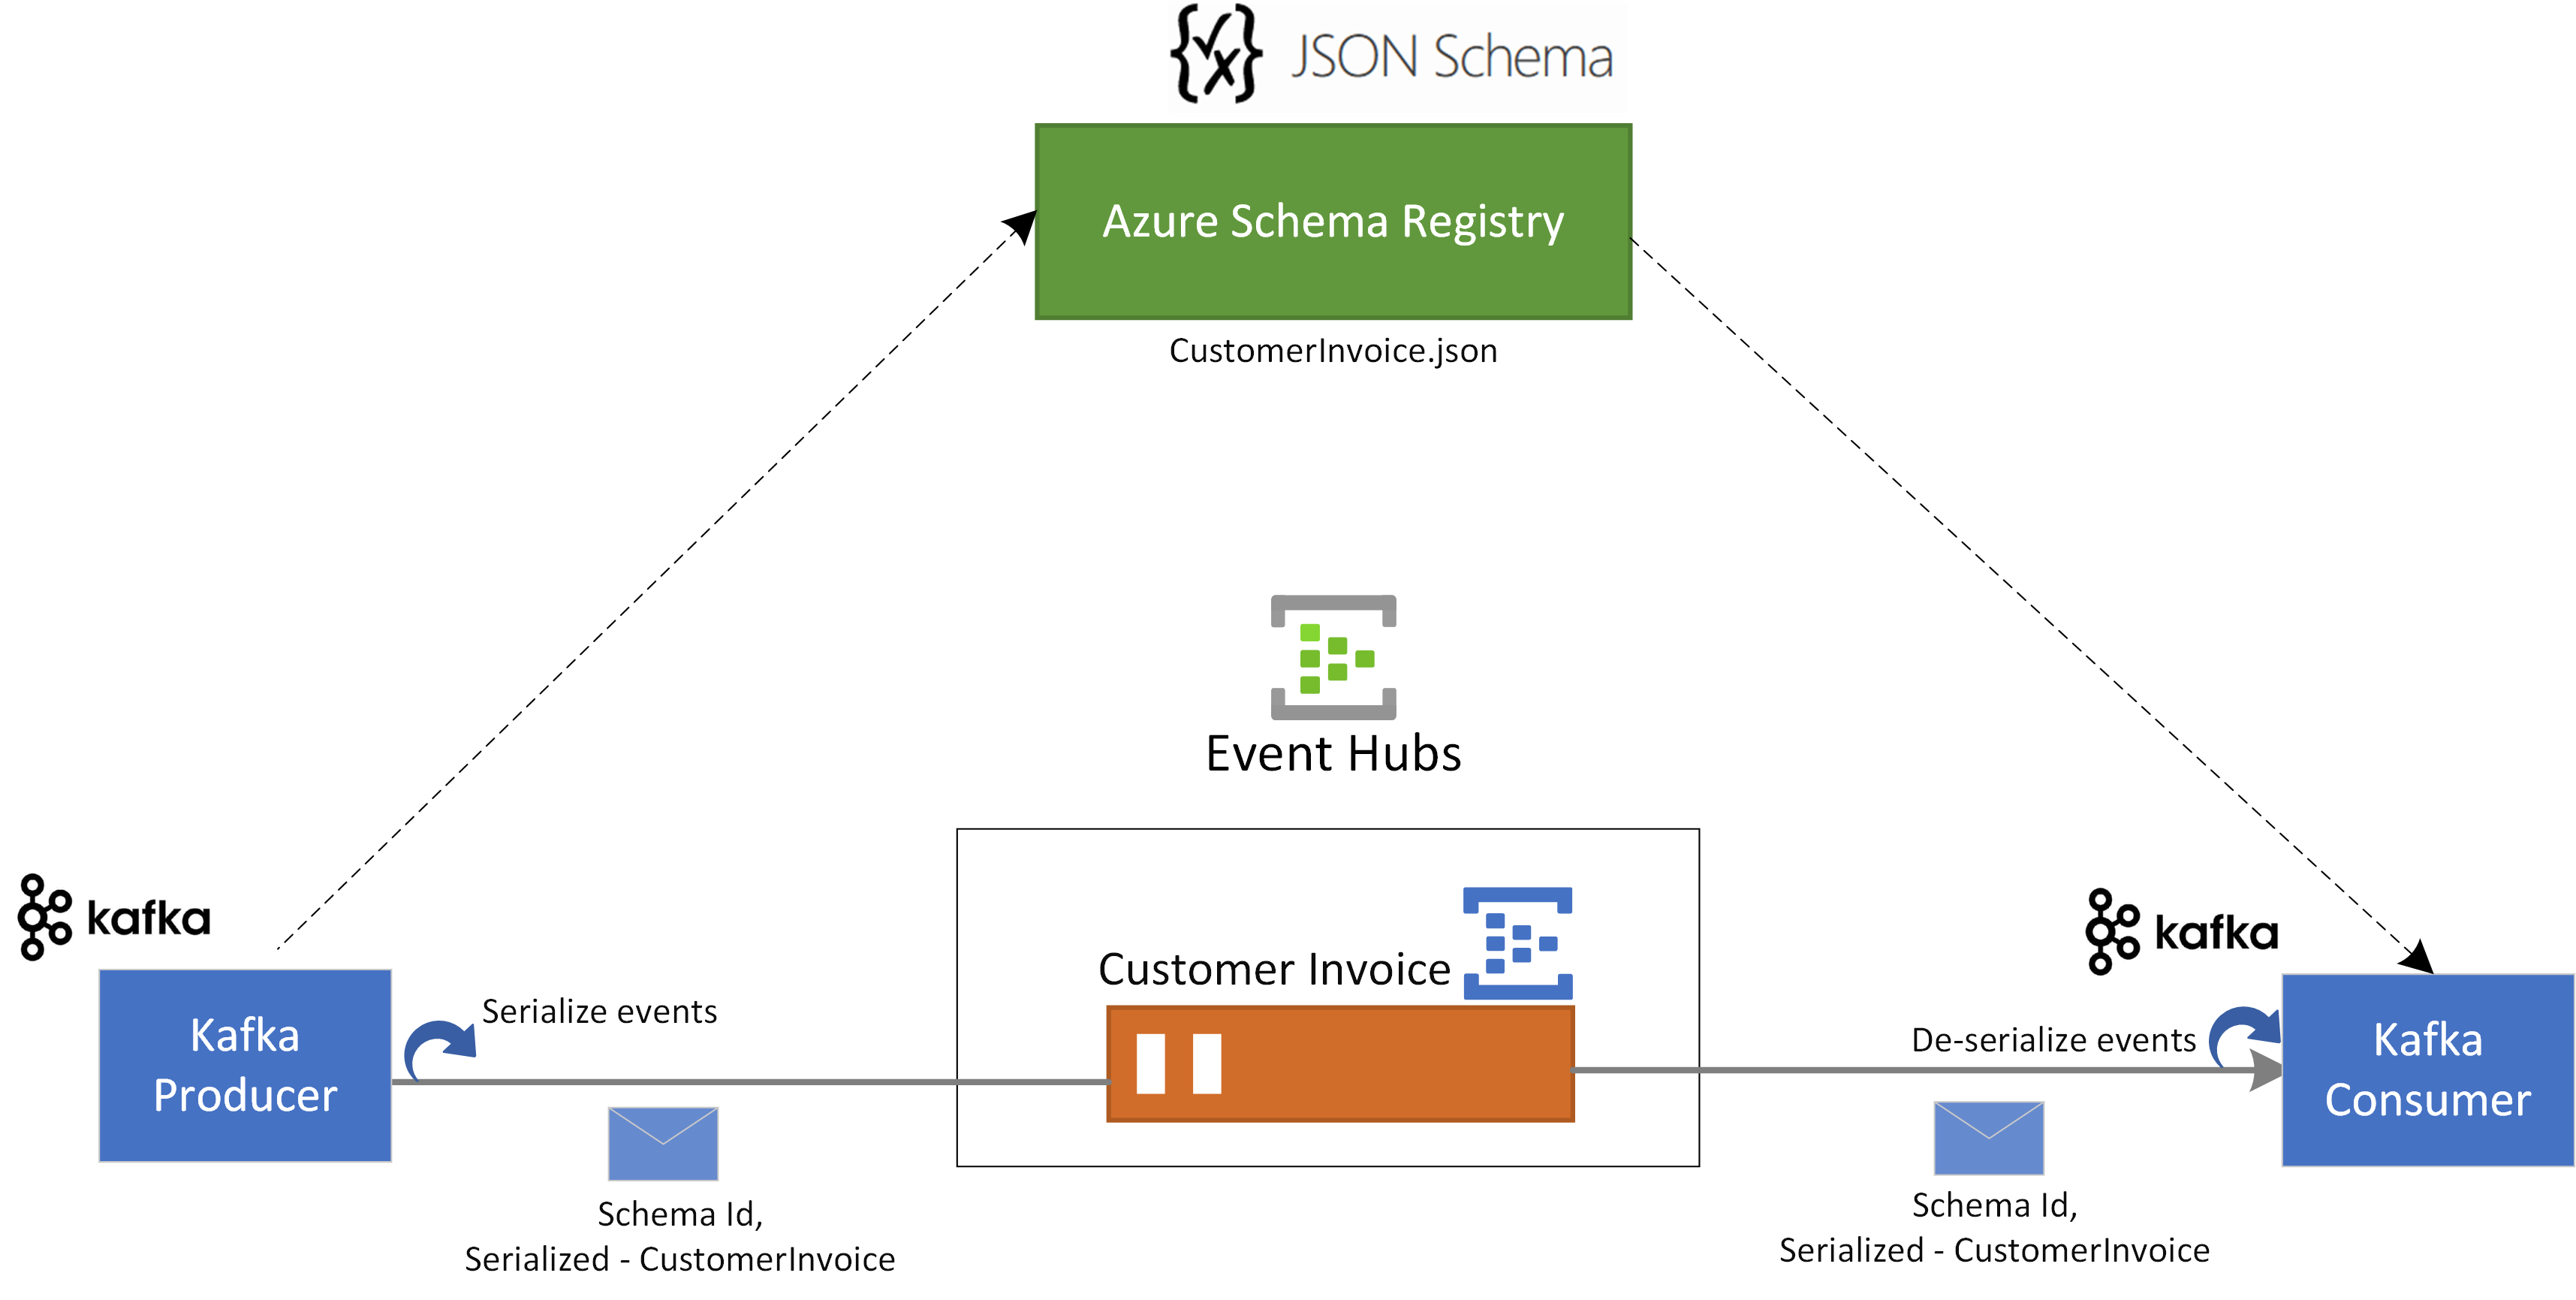 JSON Schema
Azure Schema Registry
CustomerInvoice.json
Event Hubs
kafka
Kafka
Producer
Serialize events
Schema Id,
Serialized - CustomerInvoice
Customer Invoice
kafka
De-serialize events
Kafka
Consumer
Schema Id,
Serialized - CustomerInvoice